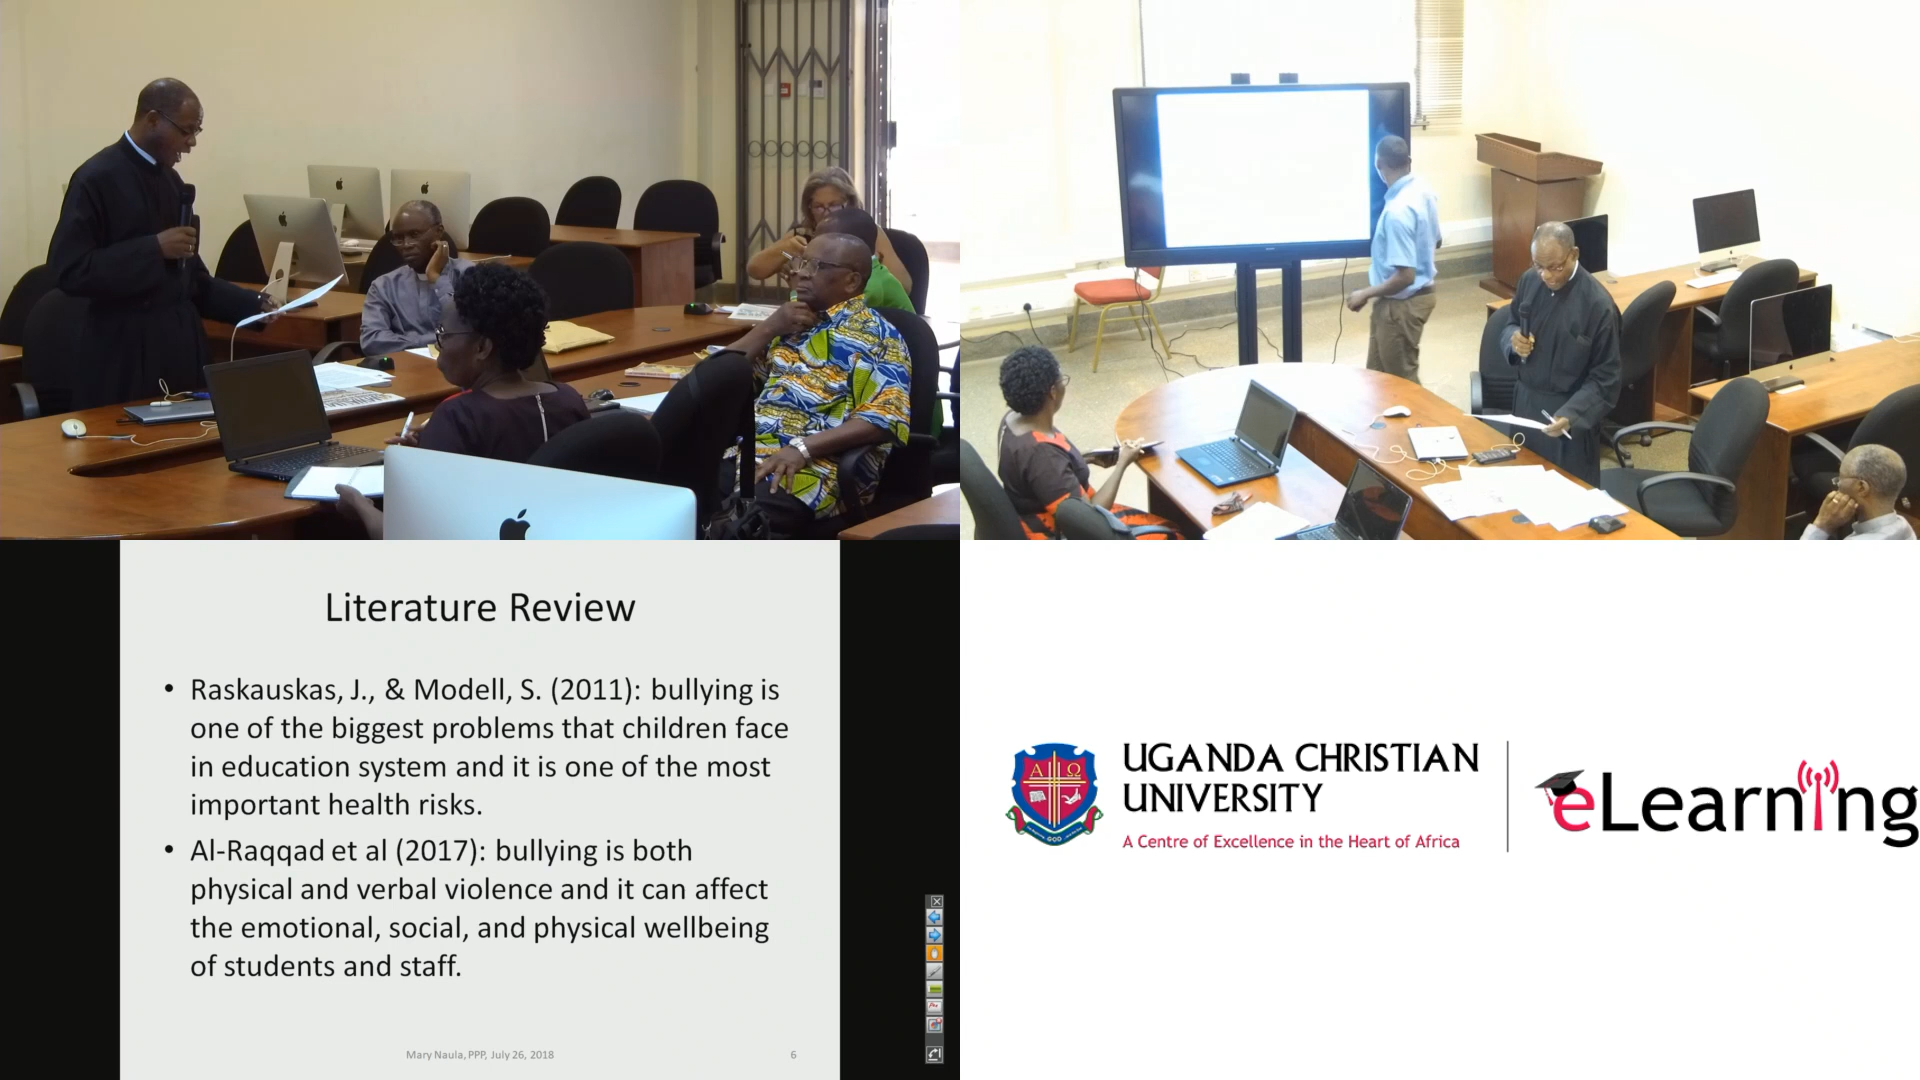 Literature Review
• Raskauskas, J., & Modell, S. (2011): bullying is
one of the biggest problems that children face
in education system and it is one of the most
important health risks.
• Al-Raqqad et al (2017): bullying is both
physical and verbal violence and it can affect
the emotional, social, and physical wellbeing
of students and staff.
Mary Naula, PPP, July 26, 2018
6
A Ω
GOD
UGANDA CHRISTIAN
UNIVERSITY
A Centre of Excellence in the Heart of Africa
eLearning